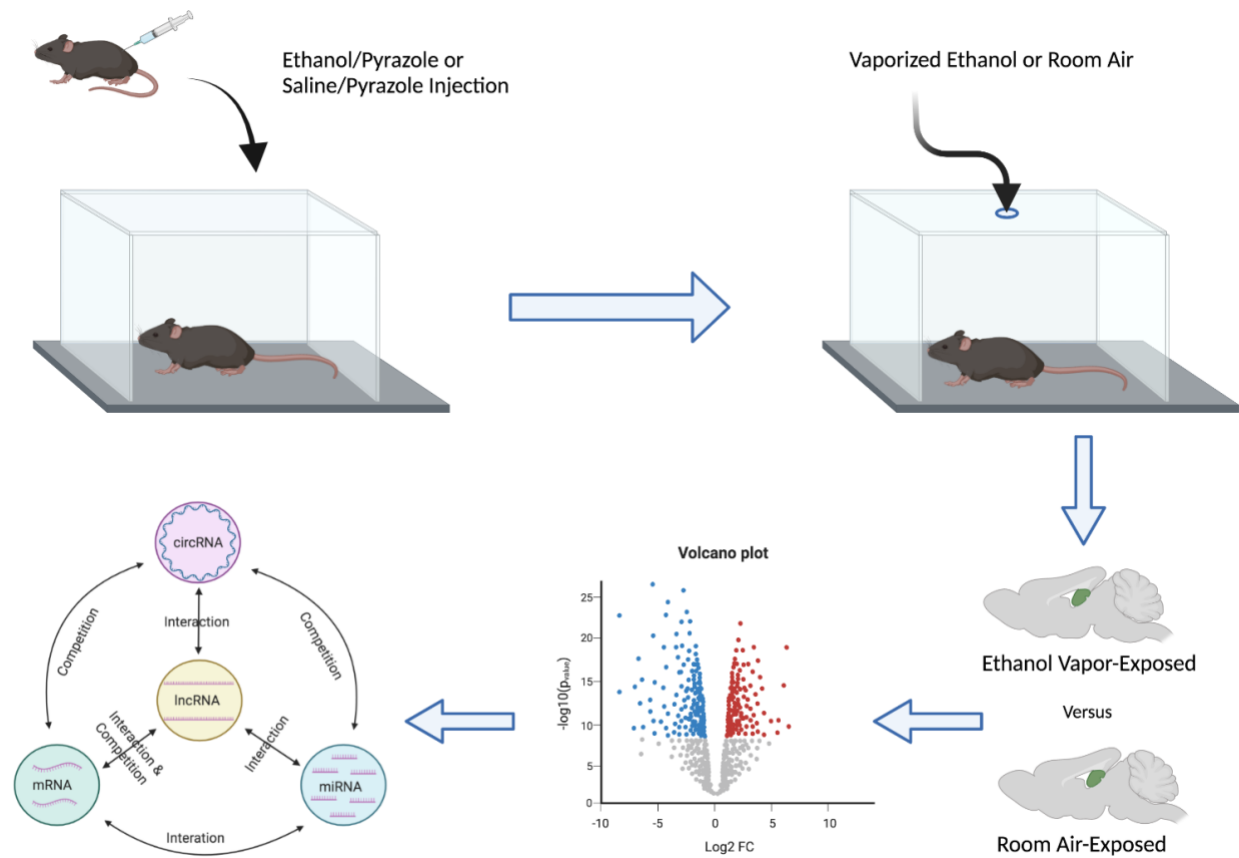 Ethanol/Pyrazole or
Saline/Pyrazole Injection
Vaporized Ethanol or Room Air
circRNA
Competition
Interaction
Competition
lncRNA
Interaction &
Competition
Interaction
mRNA
miRNA
Interation
Volcano plot
-log10(pvalue)
25
20
15
10
5
0
-10
-5
0
5
10
Log2 FC
Ethanol Vapor-Exposed
Versus
Room Air-Exposed